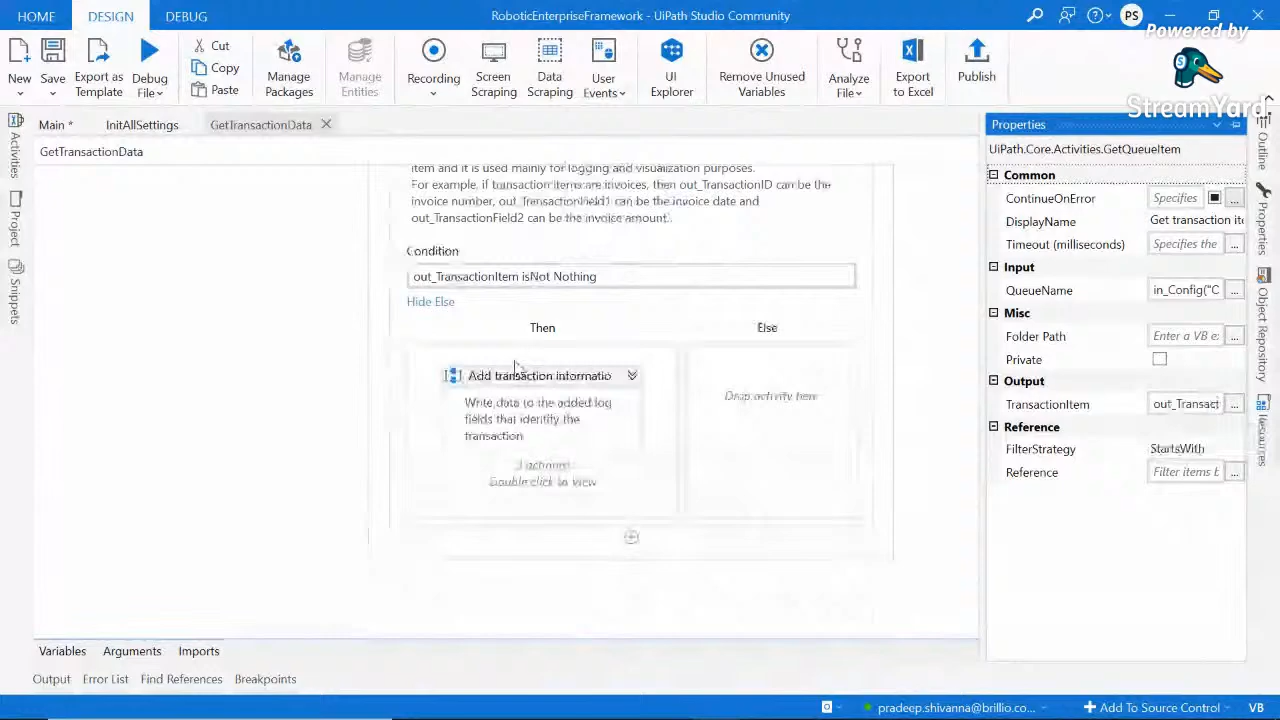 HOME
DESIGN
DEBUG
RoboticEnterpriseFramework - UiPath Studio Community
PS
Powered by
StreamYard
New
Save
Export as Template
Debug File
Cut
Copy
Paste
Manage Packages
Manage Entities
Recording
Screen Scraping
Data Scraping
User Events
UI Explorer
Remove Unused Variables
Analyze File
Export to Excel
Publish
Main *
InitAllSettings
GetTransactionData
GetTransactionData
Activities
Project
Snippets
item and it is used mainly for logging and visualization purposes.
For example, if transaction items are invoices, then out_TransactionID can be the
invoice number, out_TransactionField1 can be the invoice date and
out_TransactionField2 can be the invoice amount.
Condition
out_TransactionItem isNot Nothing
Hide Else
Then
Else
Add transaction informatio
Write data to the added log
fields that identify the
transaction
Double click to view
Drop activity here
Properties
UiPath.Core.Activities.GetQueueItem
Common
ContinueOnError
Specifies
...
DisplayName
Get transaction ite
Timeout (milliseconds)
Specifies the
...
Input
QueueName
in_Config("C
...
Misc
Folder Path
Enter a VB e
...
Private
Output
TransactionItem
out_Transact
...
Reference
FilterStrategy
StartsWith
Reference
Filter items b
...
Outline
Properties
Object Repository
Resources
Variables
Arguments
Imports
Output
Error List
Find References
Breakpoints
pradeep.shivanna@brillio.co...
Add To Source Control
VB